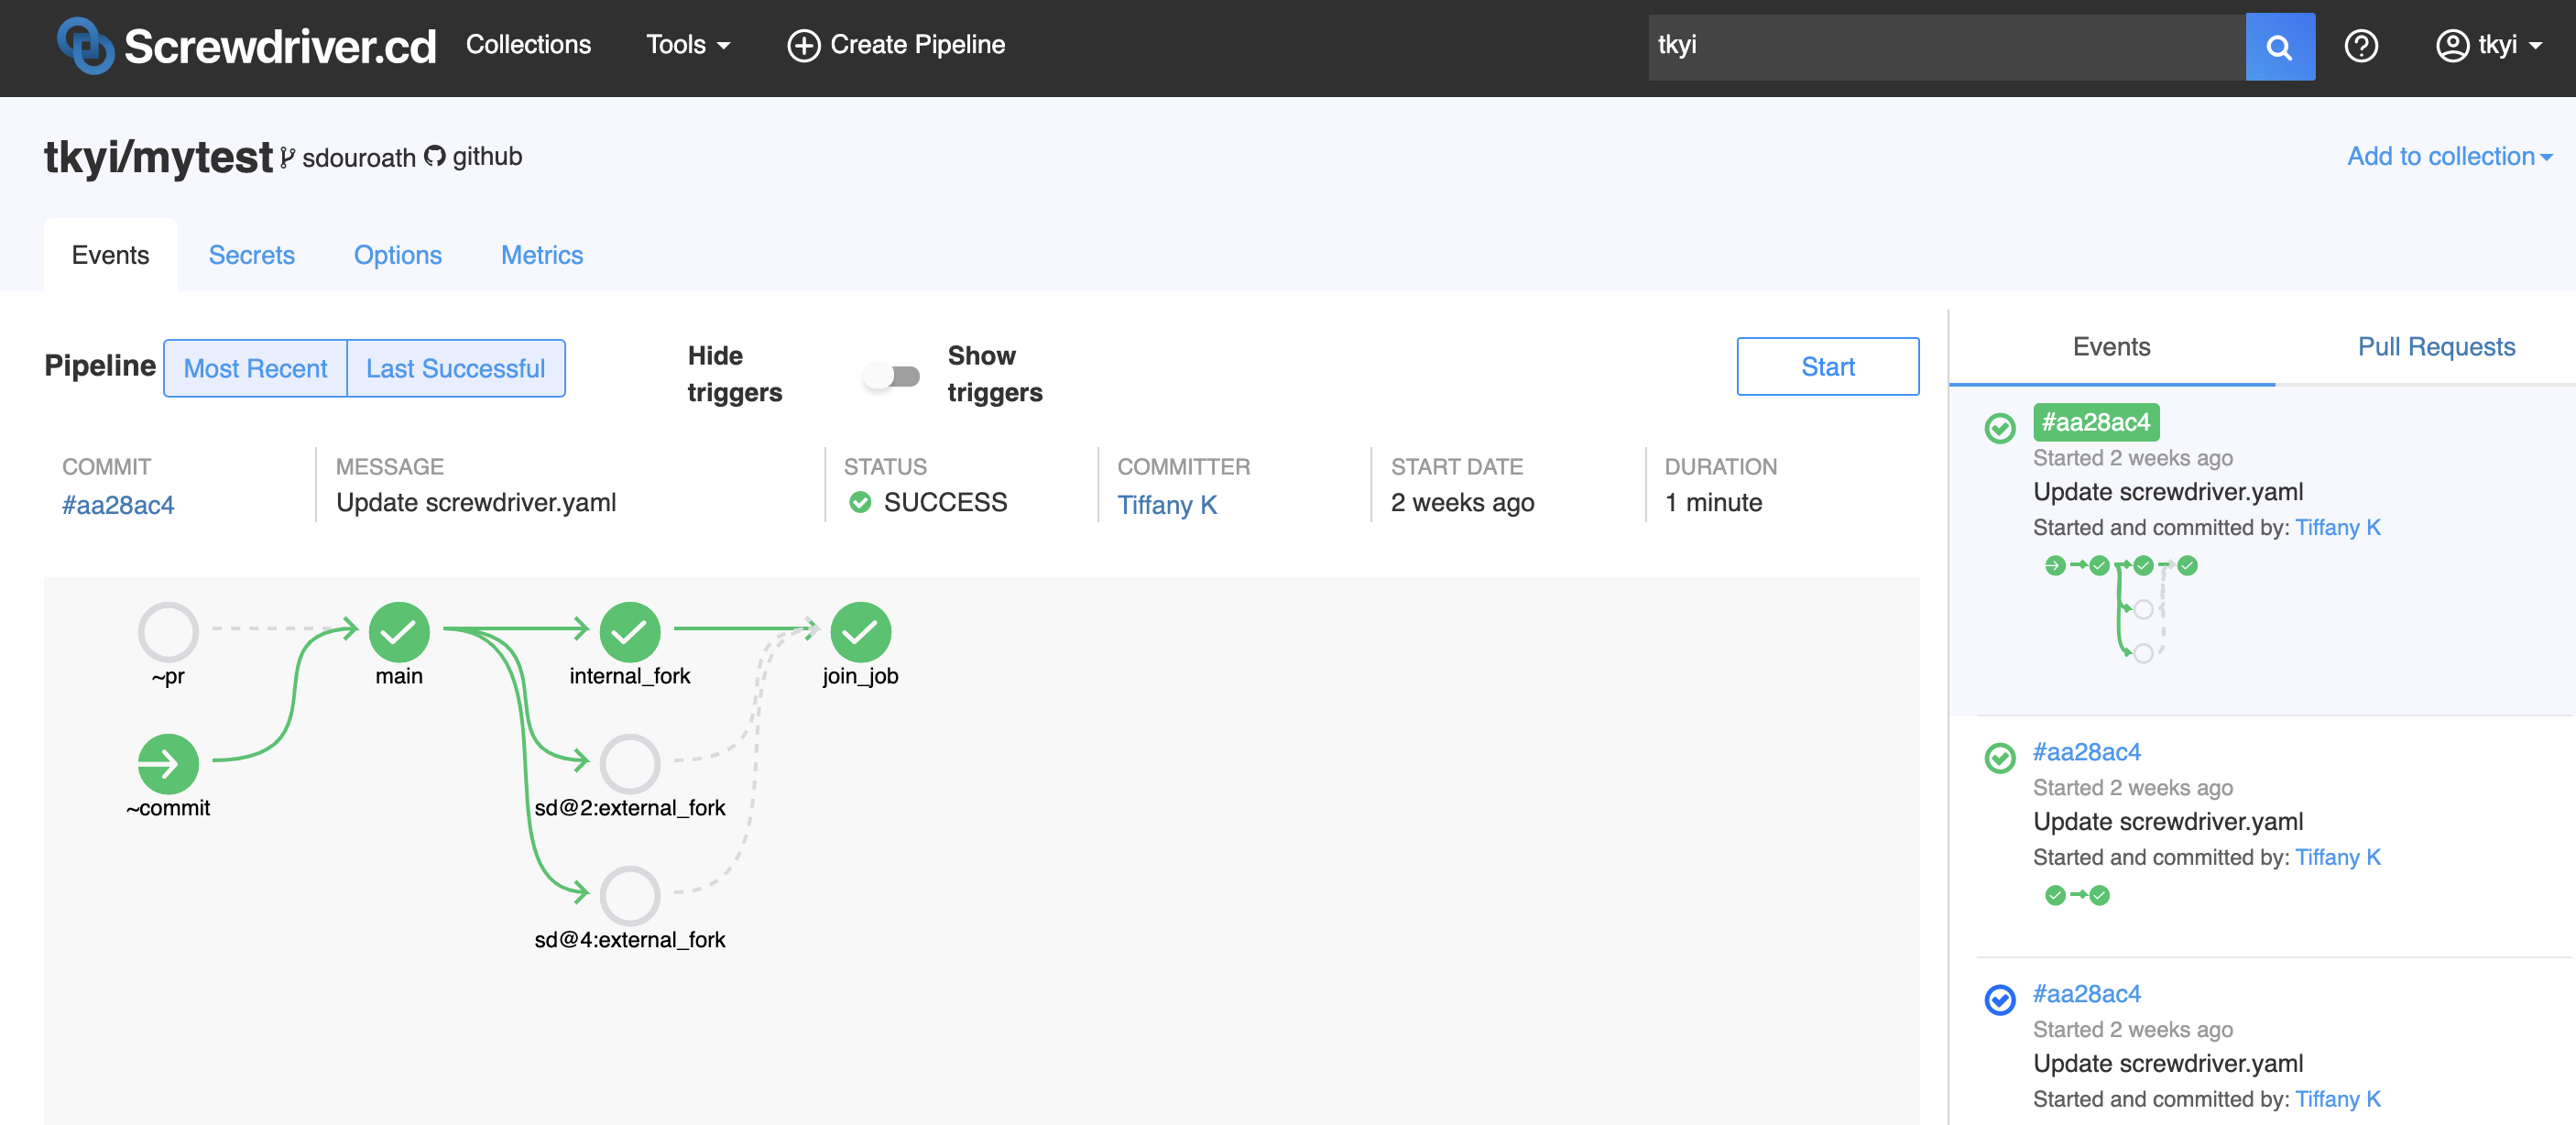 Screwdriver.cd Collections Tools Create Pipeline tkyi tkyi
tkyi/mytest sdouroath github Add to collection
Events Secrets Options Metrics
Pipeline Most Recent Last Successful
Hide triggers
Show triggers
Start
COMMIT MESSAGE STATUS COMMITTER START DATE DURATION
#aa28ac4 Update screwdriver.yaml SUCCESS Tiffany K 2 weeks ago 1 minute
~pr main internal_fork join_job
~commit sd@2:external_fork
sd@4:external_fork
Events Pull Requests
#aa28ac4
Started 2 weeks ago
Update screwdriver.yaml
Started and committed by: Tiffany K
#aa28ac4
Started 2 weeks ago
Update screwdriver.yaml
Started and committed by: Tiffany K
#aa28ac4
Started 2 weeks ago
Update screwdriver.yaml
Started and committed by: Tiffany K